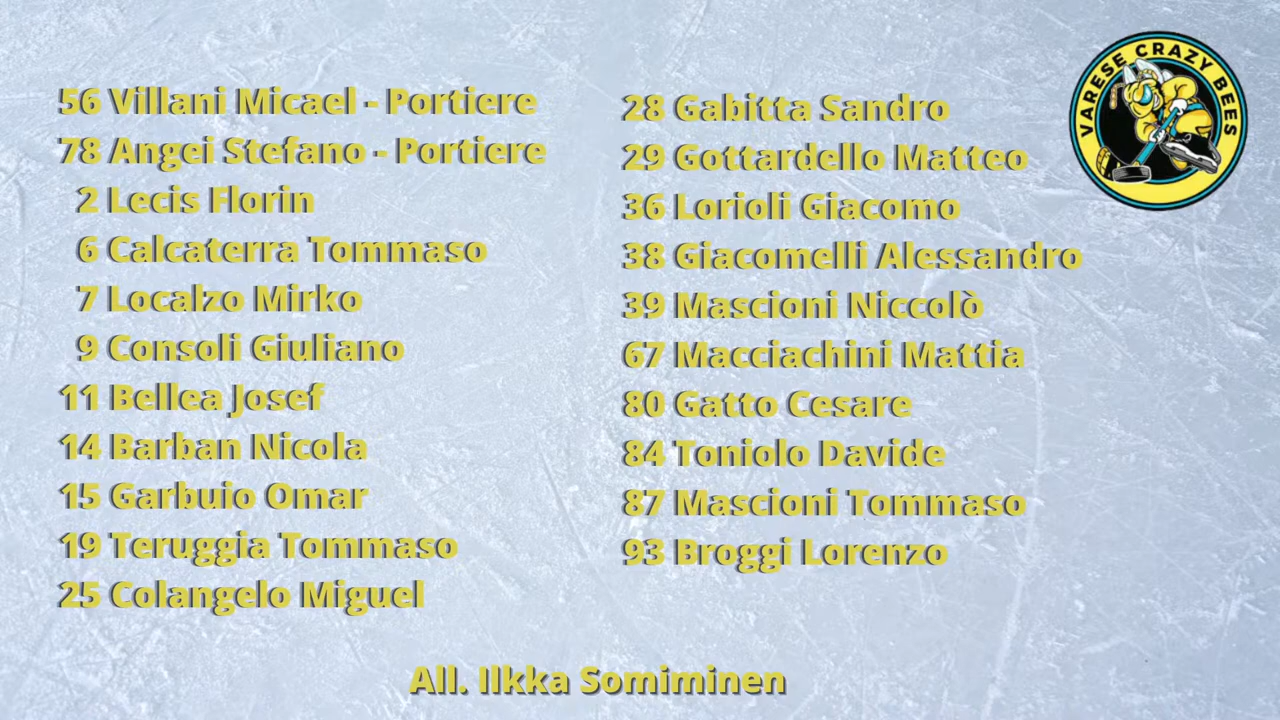 56 Villani Micael - Portiere
78 Angei Stefano - Portiere
2 Lecis Florin
6 Calcaterra Tommaso
7 Localzo Mirko
9 Consoli Giuliano
11 Bellea Josef
14 Barban Nicola
15 Garbuio Omar
19 Teruggia Tommaso
25 Colangelo Miguel
28 Gabitta Sandro
29 Gottardello Matteo
36 Lorioli Giacomo
38 Giacomelli Alessandro
39 Mascioni Niccolò
67 Macciachini Mattia
80 Gatto Cesare
84 Toniolo Davide
87 Mascioni Tommaso
93 Broggi Lorenzo
All. Ilkka Somiminen
VARESE CRAZY BEES